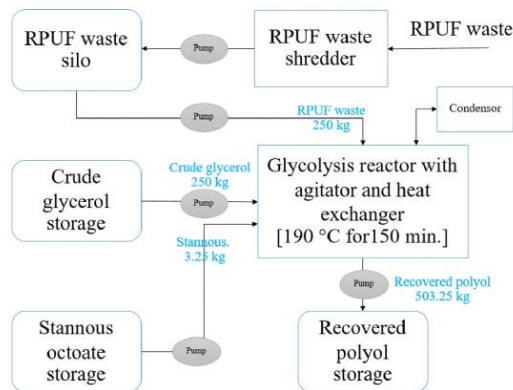 RPUF waste
silo
Pump
RPUF waste
shredder
RPUF waste
Pump
RPUF waste
250 kg
Condensor
Crude
glycerol
storage
Crude glycerol
250 kg
Pump
Stannous.
3.25 kg
Glycolysis reactor with
agitator and heat
exchanger
[190 °C for150 min.]
Pump
Recovered polyol
503.25 kg
Stannous
octoate
storage
Pump
Recovered
polyol
storage